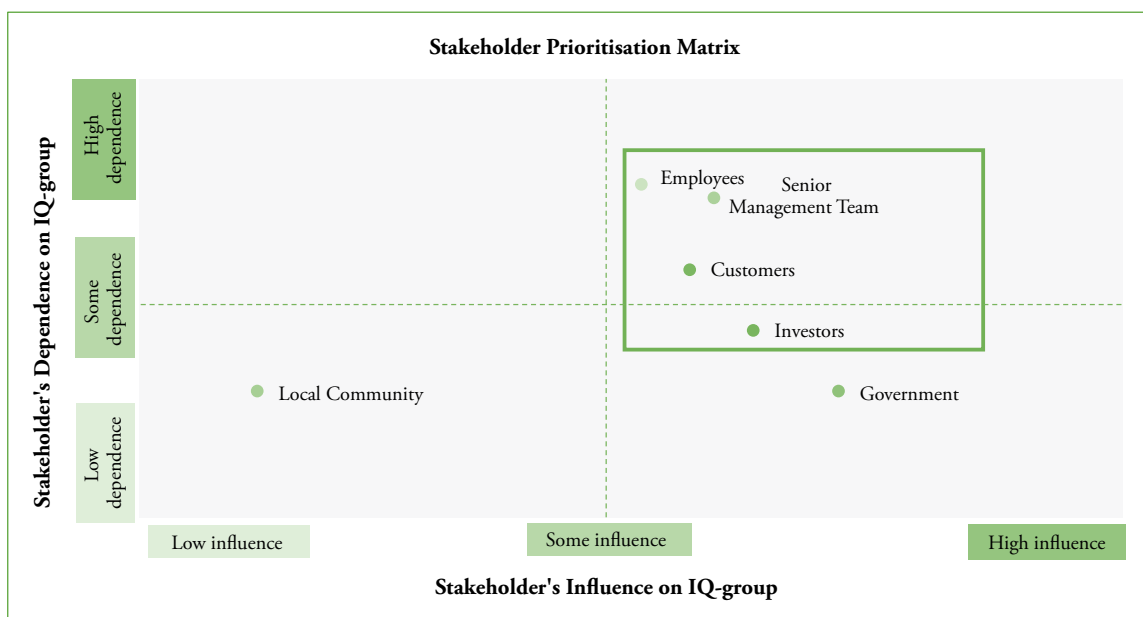 Stakeholder Prioritisation Matrix
Stakeholder's Dependence on IQ-group
High
dependence
Some
dependence
Low
dependence
Employees
Senior
Management Team
Customers
Investors
Local Community
Government
Low influence
Some influence
High influence
Stakeholder's Influence on IQ-group